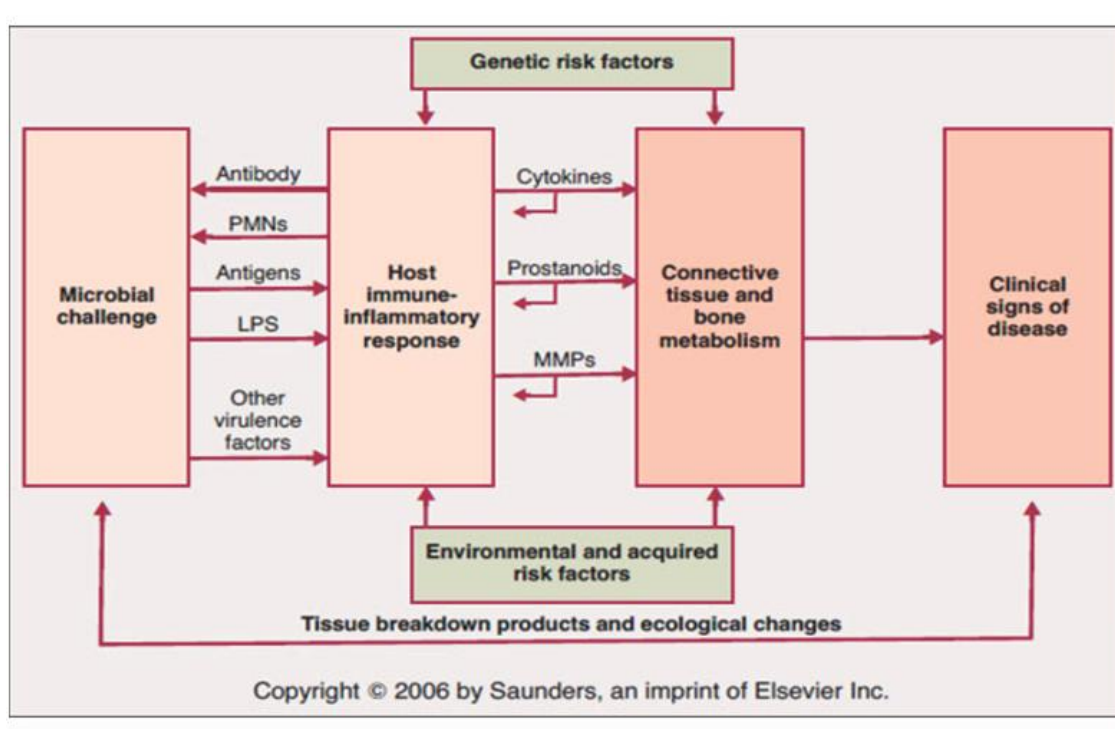 Genetic risk factors
Antibody
PMNs
Antigens
LPS
Other
virulence
factors
Microbial
challenge
Host
immune-
inflammatory
response
Cytokines
Prostanoids
MMPs
Connective
tissue and
bone
metabolism
Clinical
signs of
disease
Environmental and acquired
risk factors
Tissue breakdown products and ecological changes
Copyright © 2006 by Saunders, an imprint of Elsevier Inc.